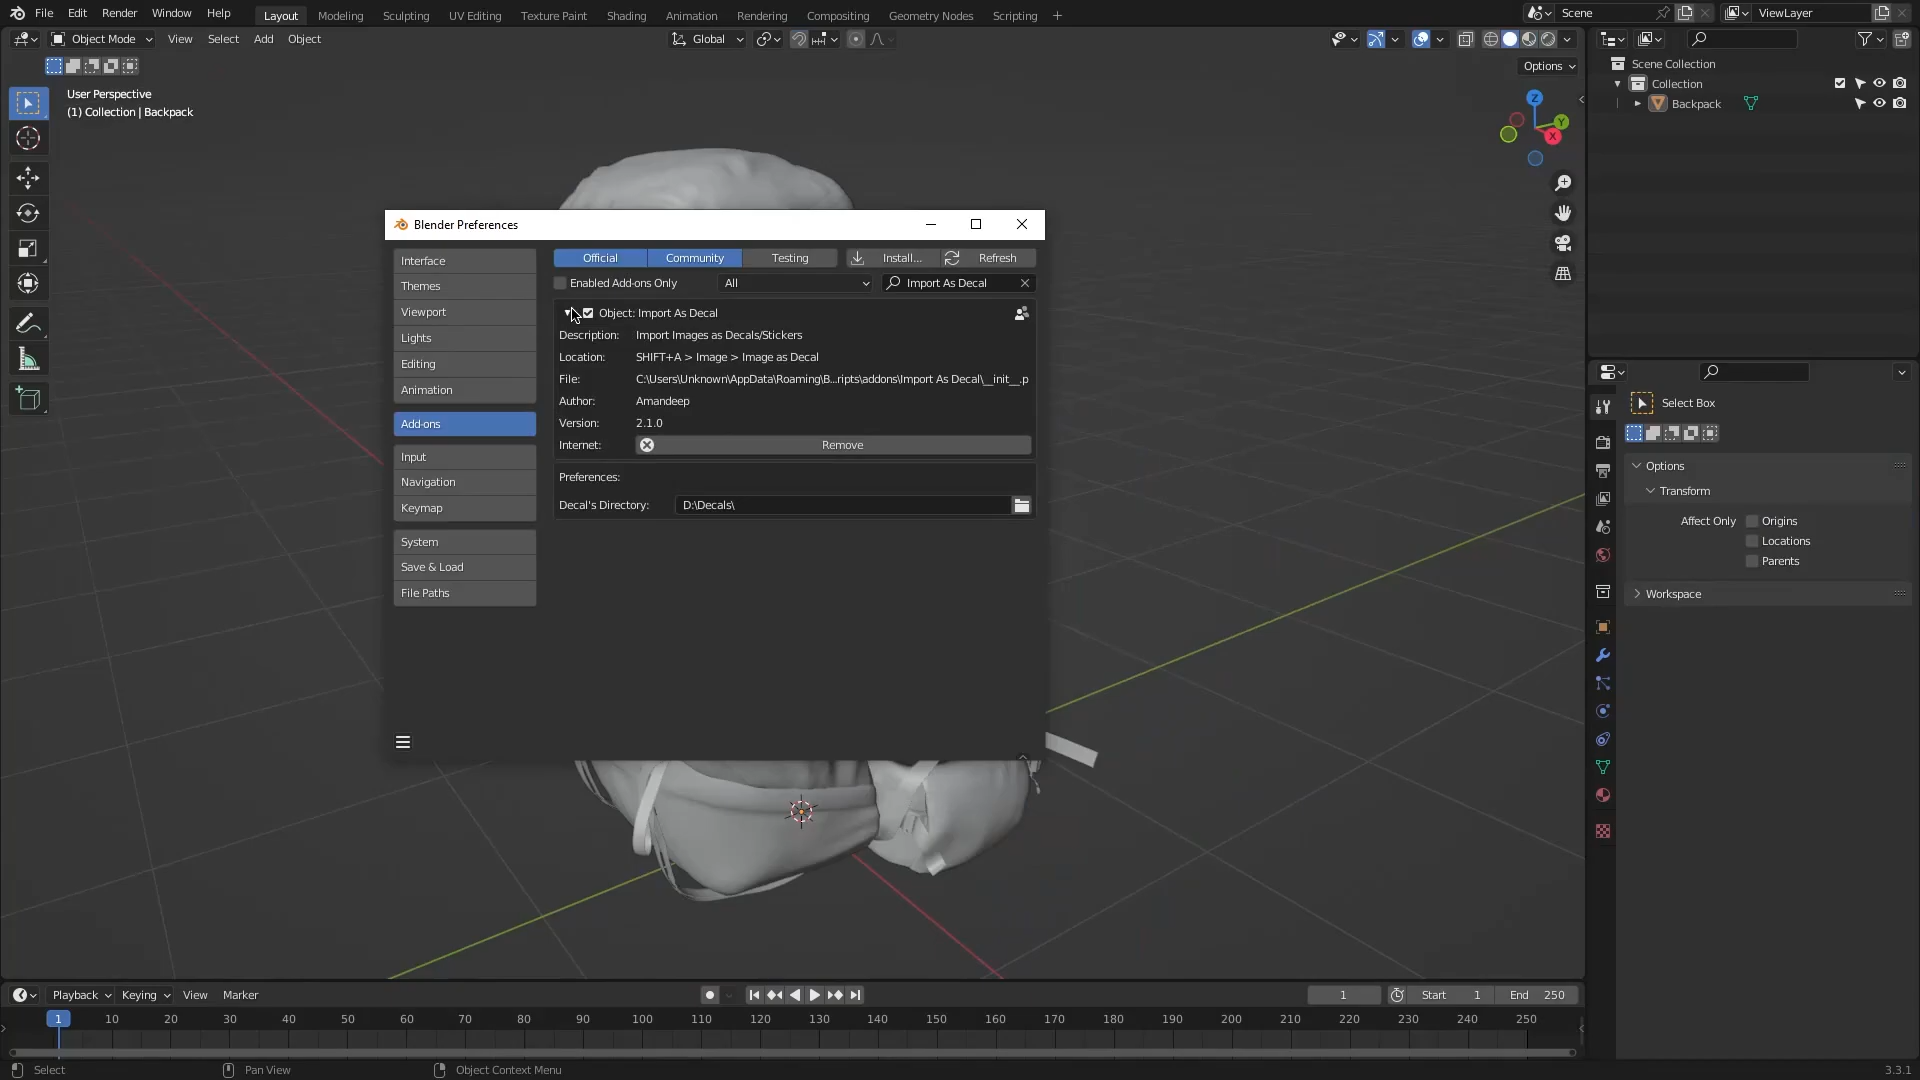 File Edit Render Window Help Layout Modeling Sculpting UV Editing Texture Paint Shading Animation Rendering Compositing Geometry Nodes Scripting + Scene ViewLayer
Object Mode View Select Add Object Global
Options
User Perspective
(1) Collection | Backpack
Z
Y
X
Scene Collection
Collection
Backpack
Blender Preferences
Interface
Themes
Viewport
Lights
Editing
Animation
Add-ons
Input
Navigation
Keymap
System
Save & Load
File Paths
Official Community Testing Install... Refresh
Enabled Add-ons Only All Import As Decal
Object: Import As Decal
Description: Import Images as Decals/Stickers
Location: SHIFT+A > Image > Image as Decal
File: C:\Users\Unknown\AppData\Roaming\B...ripts\addons\Import As Decal\__init__.p
Author: Amandeep
Version: 2.1.0
Internet: Remove
Preferences:
Decal's Directory: D:\Decals\
Select Box
Options
Transform
Affect Only Origins
Locations
Parents
Workspace
Playback Keying View Marker 1 Start 1 End 250
1 10 20 30 40 50 60 70 80 90 100 110 120 130 140 150 160 170 180 190 200 210 220 230 240 250
Select Pan View Object Context Menu 3.3.1